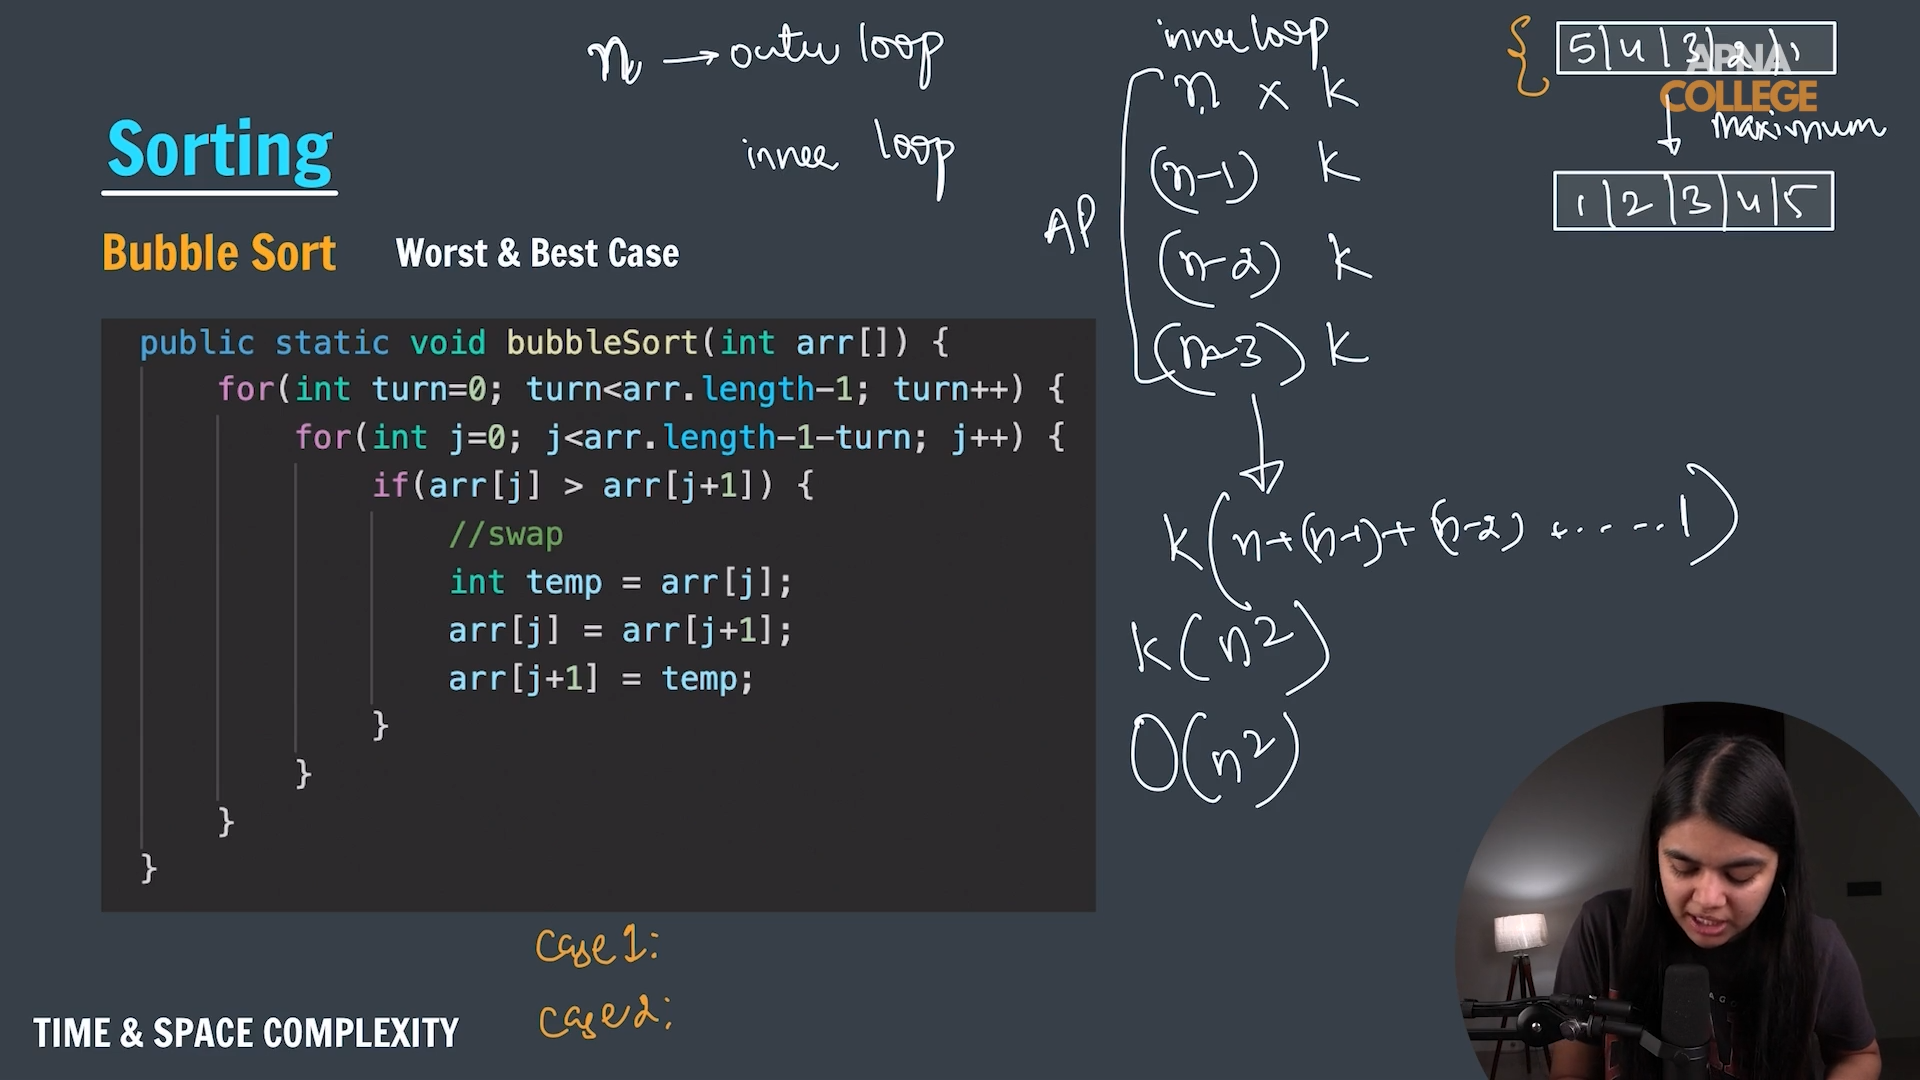 n → outer loop
inner loop
inner loop
n x k
(n-1) k
(n-2) k
(n-3) k
AP
{ 5|4|3|2|1
APNA
COLLEGE
maximum
1|2|3|4|5
Sorting
Bubble Sort
Worst & Best Case
public static void bubbleSort(int arr[]) {
for(int turn=0; turn<arr.length-1; turn++) {
for(int j=0; j<arr.length-1-turn; j++) {
if(arr[j] > arr[j+1]) {
//swap
int temp = arr[j];
arr[j] = arr[j+1];
arr[j+1] = temp;
}
}
}
}
k(n+(n-1)+(n-2)+.....1)
k(n2)
O(n2)
Case 1:
Case 2:
TIME & SPACE COMPLEXITY